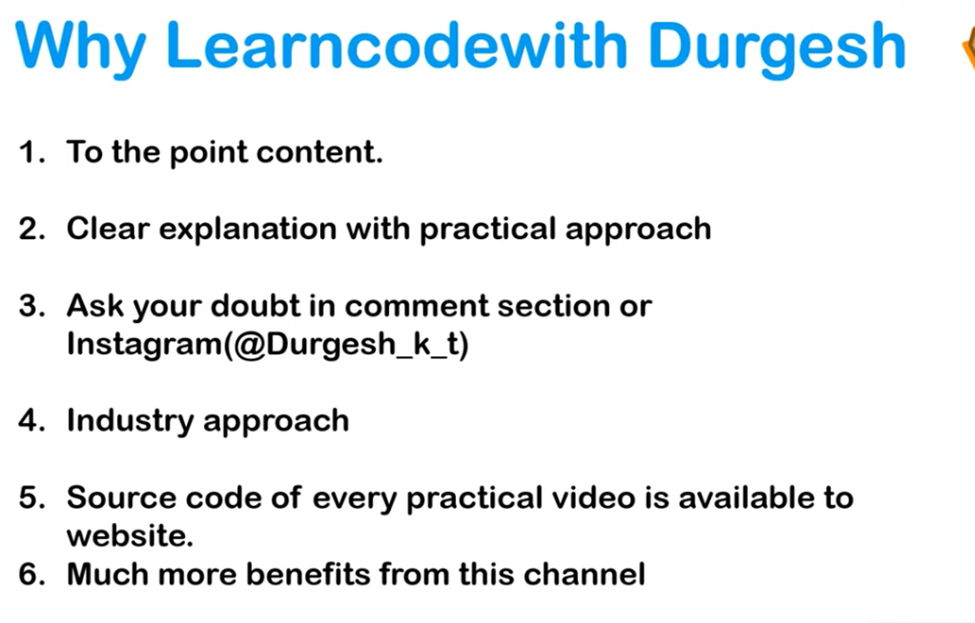 Why Learncodewith Durgesh
1. To the point content.
2. Clear explanation with practical approach
3. Ask your doubt in comment section or
Instagram(@Durgesh_k_t)
4. Industry approach
5. Source code of every practical video is available to
website.
6. Much more benefits from this channel